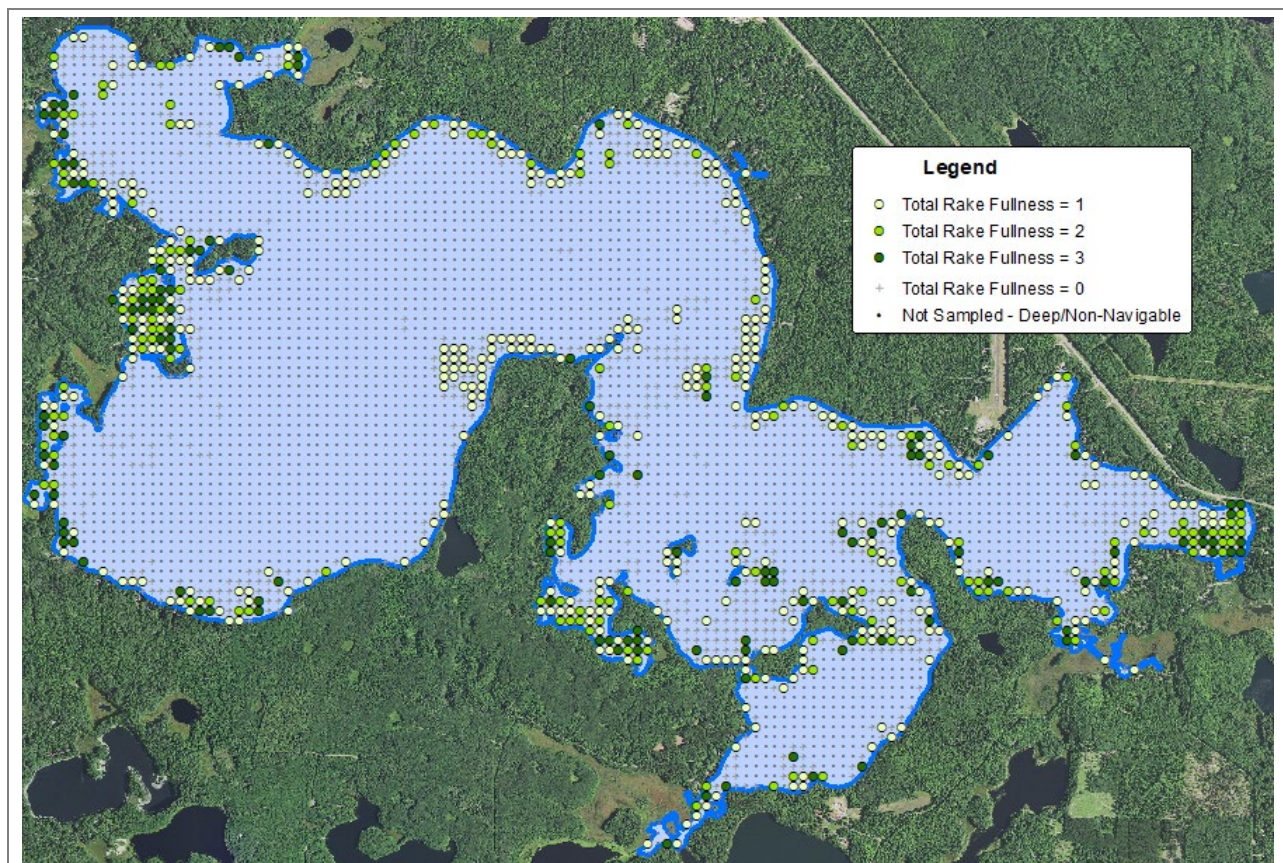 Legend
Total Rake Fullness = 1
Total Rake Fullness = 2
Total Rake Fullness = 3
Total Rake Fullness = 0
Not Sampled - Deep/Non-Navigable